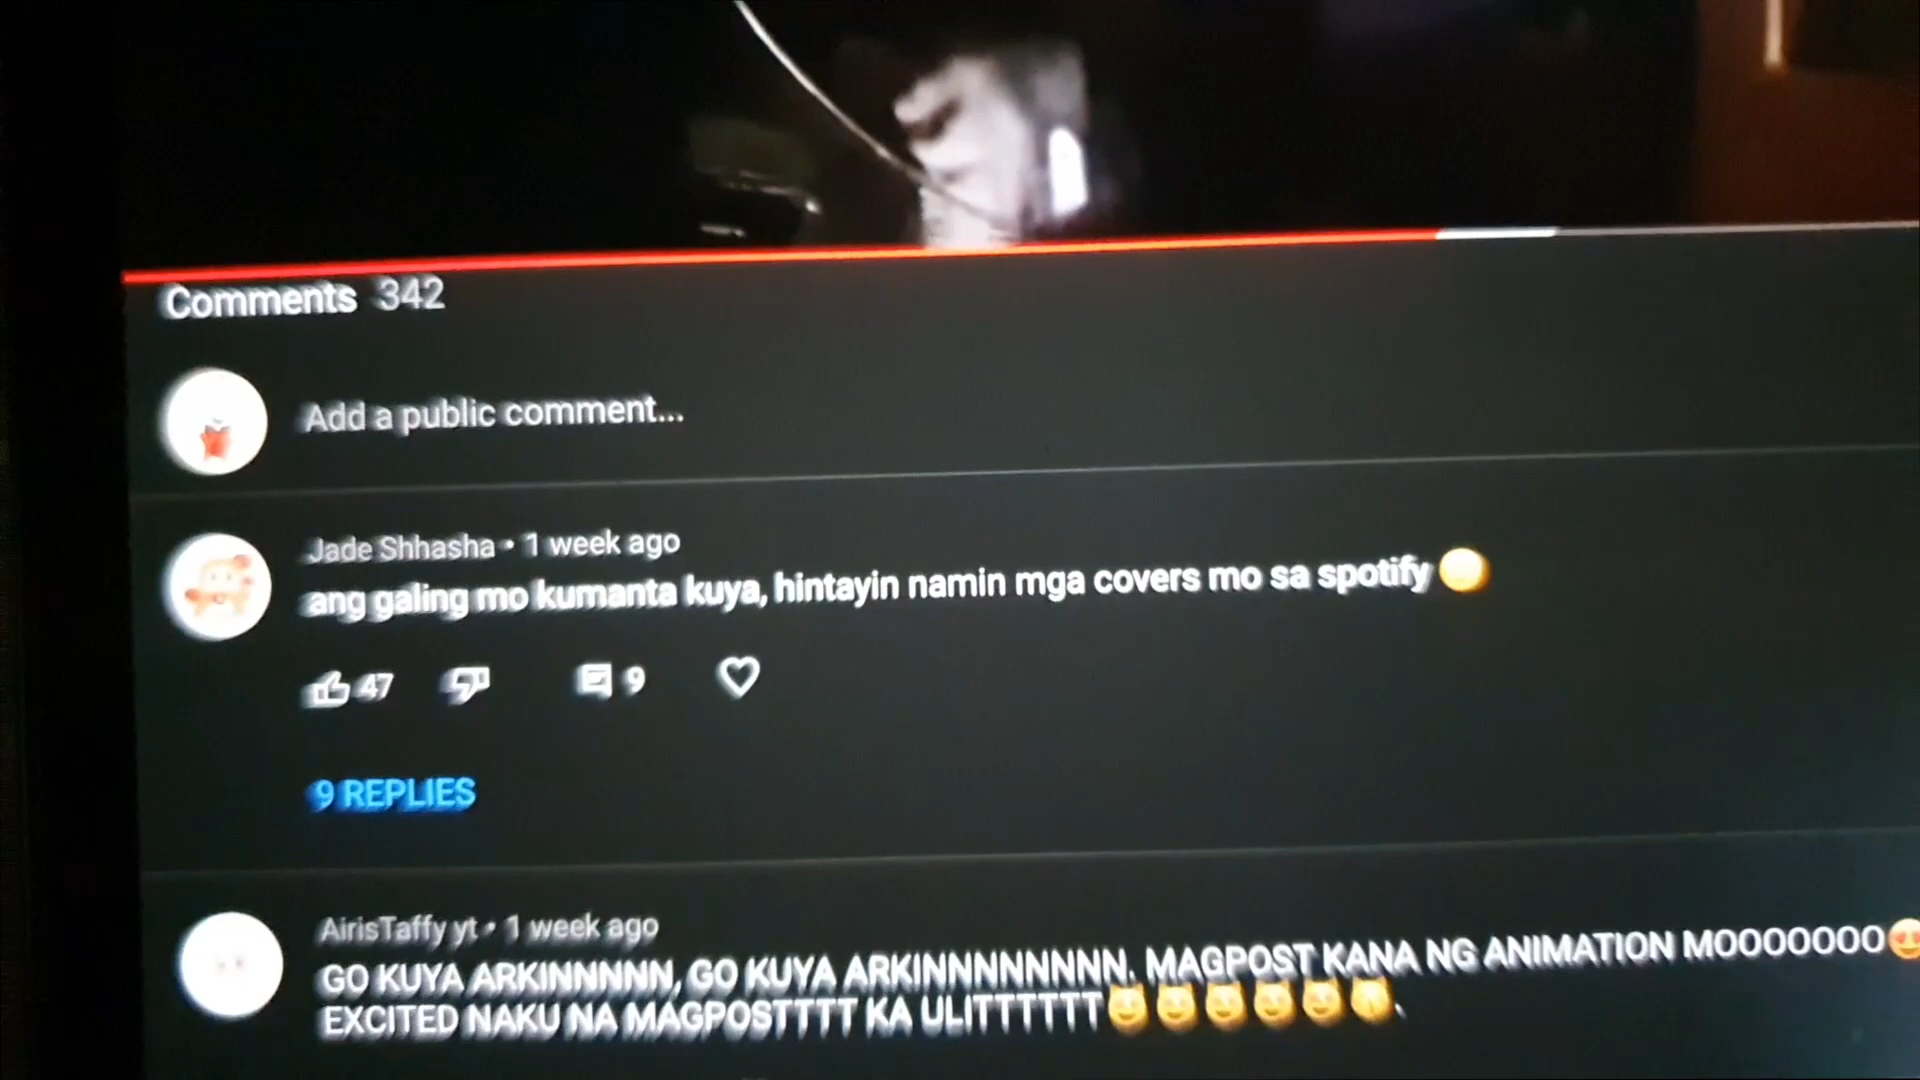 Comments 342
Add a public comment...
Jade Shhasha • 1 week ago
ang galing mo kumanta kuya, hintayin namin mga covers mo sa spotify
47
9
9 REPLIES
AirisTaffy yt • 1 week ago
GO KUYA ARKINNNNN, GO KUYA ARKINNNNNNNN. MAGPOST KANA NG ANIMATION MOOOOOOO😍
EXCITED NAKU NA MAGPOSTTTT KA ULITTTTTT